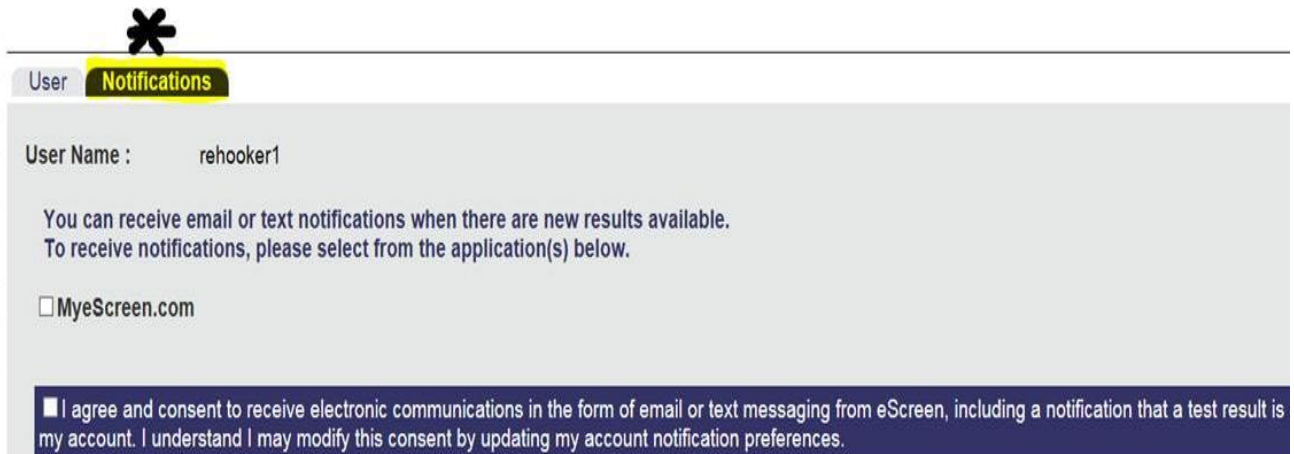 User Notifications
User Name : rehooker1
You can receive email or text notifications when there are new results available.
To receive notifications, please select from the application(s) below.
MyeScreen.com
I agree and consent to receive electronic communications in the form of email or text messaging from eScreen, including a notification that a test result is
my account. I understand I may modify this consent by updating my account notification preferences.